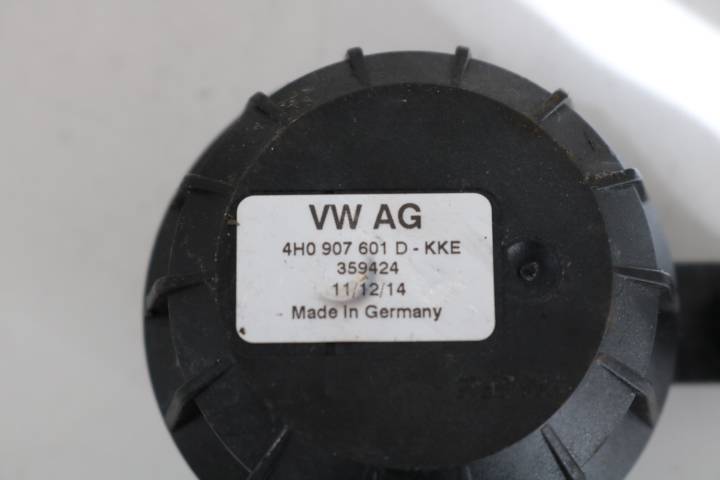 VW AG
4H0 907 601 D - KKE
359424
11/12/14
Made In Germany